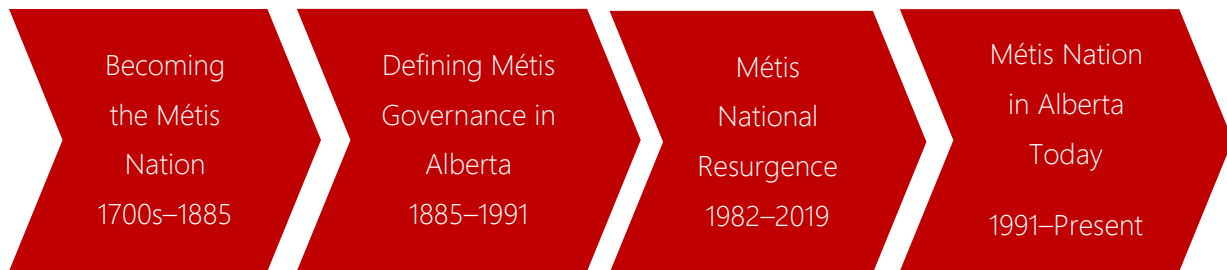 Becoming
the Métis
Nation
1700s–1885
Defining Métis
Governance in
Alberta
1885–1991
Métis
National
Resurgence
1982–2019
Métis Nation
in Alberta
Today
1991–Present